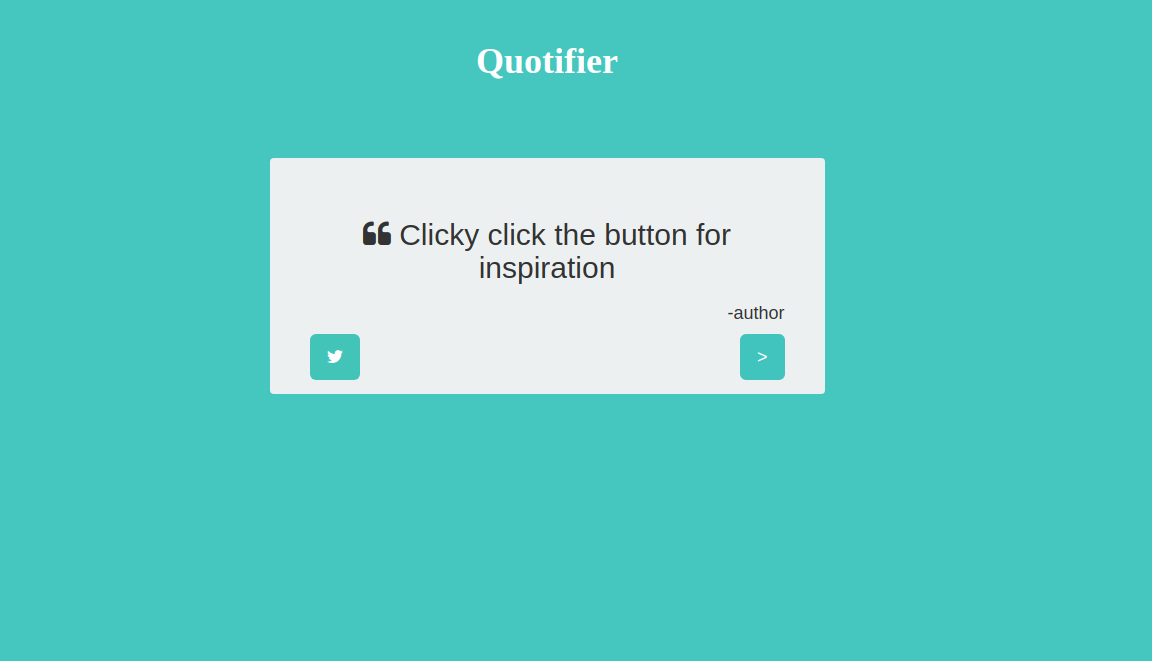 Quotifier
❝ Clicky click the button for
inspiration
-author
>